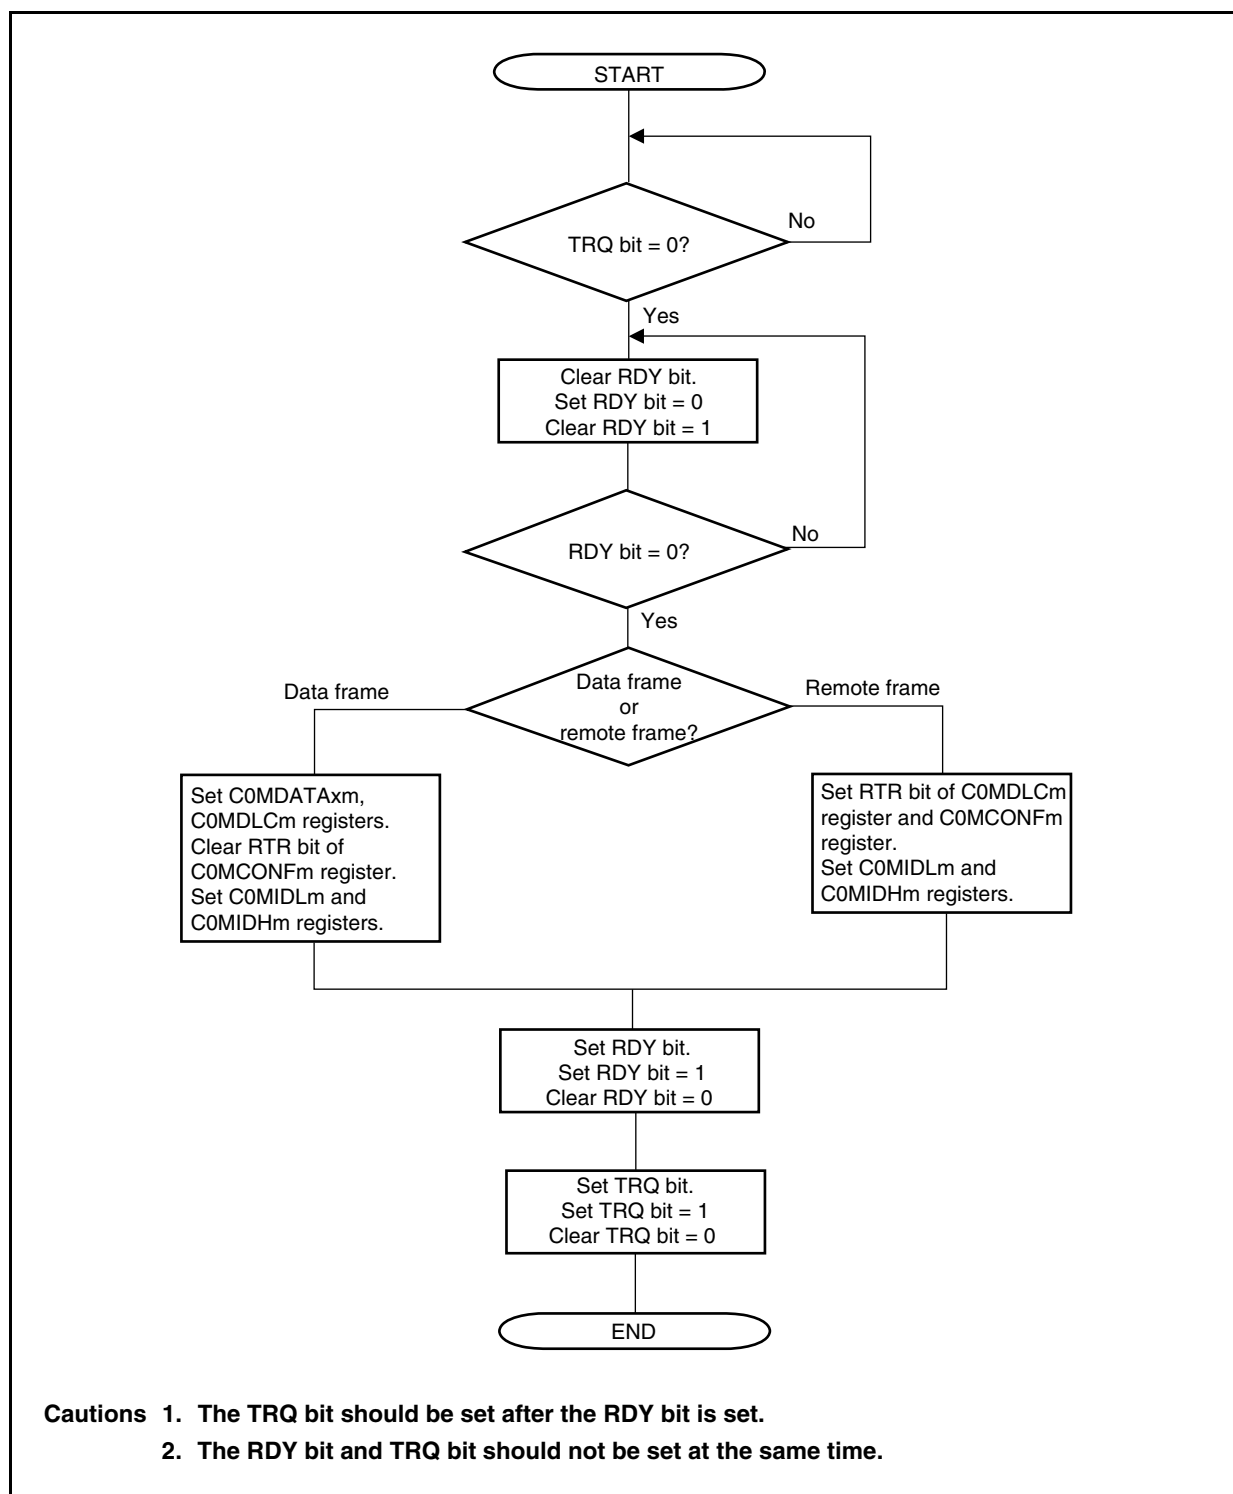 START
TRQ bit = 0?
No
Yes
Clear RDY bit.
Set RDY bit = 0
Clear RDY bit = 1
RDY bit = 0?
No
Yes
Data frame
or
remote frame?
Data frame
Remote frame
Set C0MDATAxm,
C0MDLCm registers.
Clear RTR bit of
C0MCONFm register.
Set C0MIDLm and
C0MIDHm registers.
Set RTR bit of C0MDLCm
register and C0MCONFm
register.
Set C0MIDLm and
C0MIDHm registers.
Set RDY bit.
Set RDY bit = 1
Clear RDY bit = 0
Set TRQ bit.
Set TRQ bit = 1
Clear TRQ bit = 0
END
Cautions 1. The TRQ bit should be set after the RDY bit is set.
2. The RDY bit and TRQ bit should not be set at the same time.